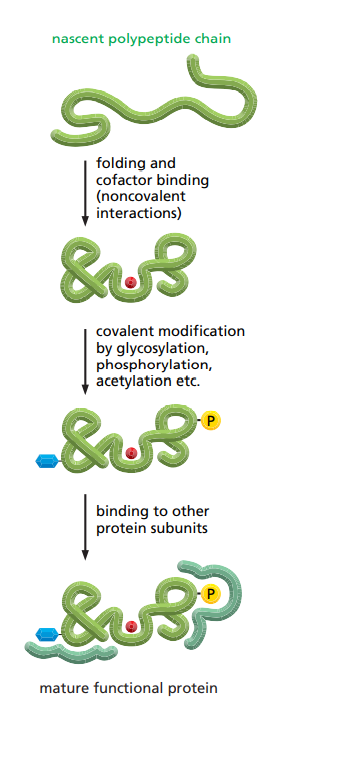 nascent polypeptide chain
folding and
cofactor binding
(noncovalent
interactions)
covalent modification
by glycosylation,
phosphorylation,
acetylation etc.
P
binding to other
protein subunits
P
mature functional protein